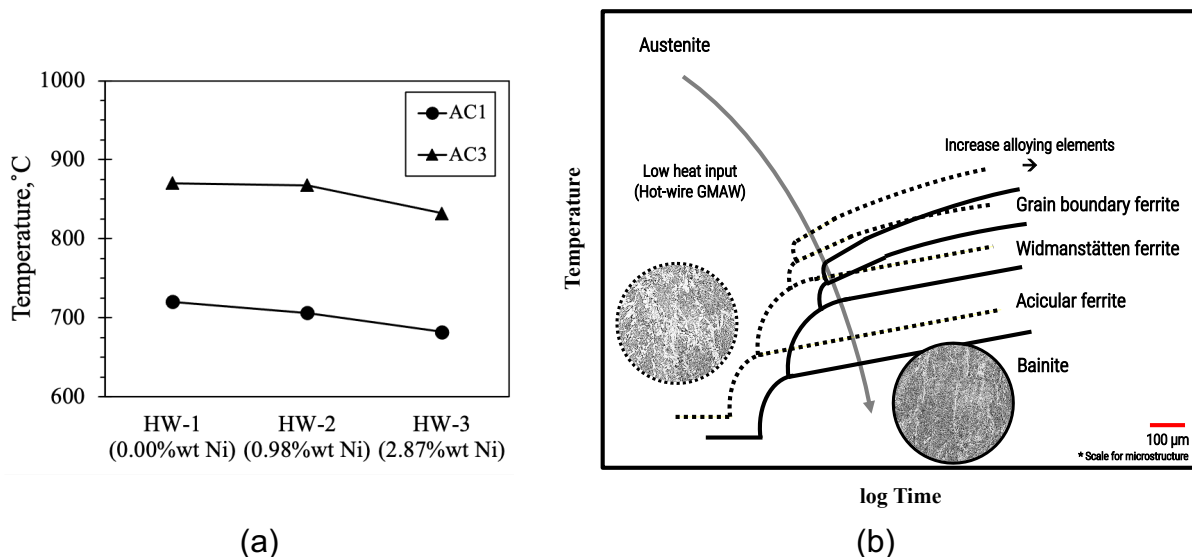 1000
900
800
700
600
Temperature,˚C
AC1
AC3
HW-1
(0.00%wt Ni)
HW-2
(0.98%wt Ni)
HW-3
(2.87%wt Ni)
(a)
Austenite
Increase alloying elements
→
Low heat input
(Hot-wire GMAW)
Grain boundary ferrite
Widmanstätten ferrite
Acicular ferrite
Bainite
100 µm
* Scale for microstructure
Temperature
log Time
(b)